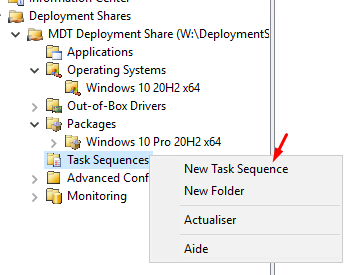 Information Center
Deployment Shares
MDT Deployment Share (W:\DeploymentS
Applications
Operating Systems
Windows 10 20H2 x64
Out-of-Box Drivers
Packages
Windows 10 Pro 20H2 x64
Task Sequences
Advanced Conf
Monitoring
New Task Sequence
New Folder
Actualiser
Aide